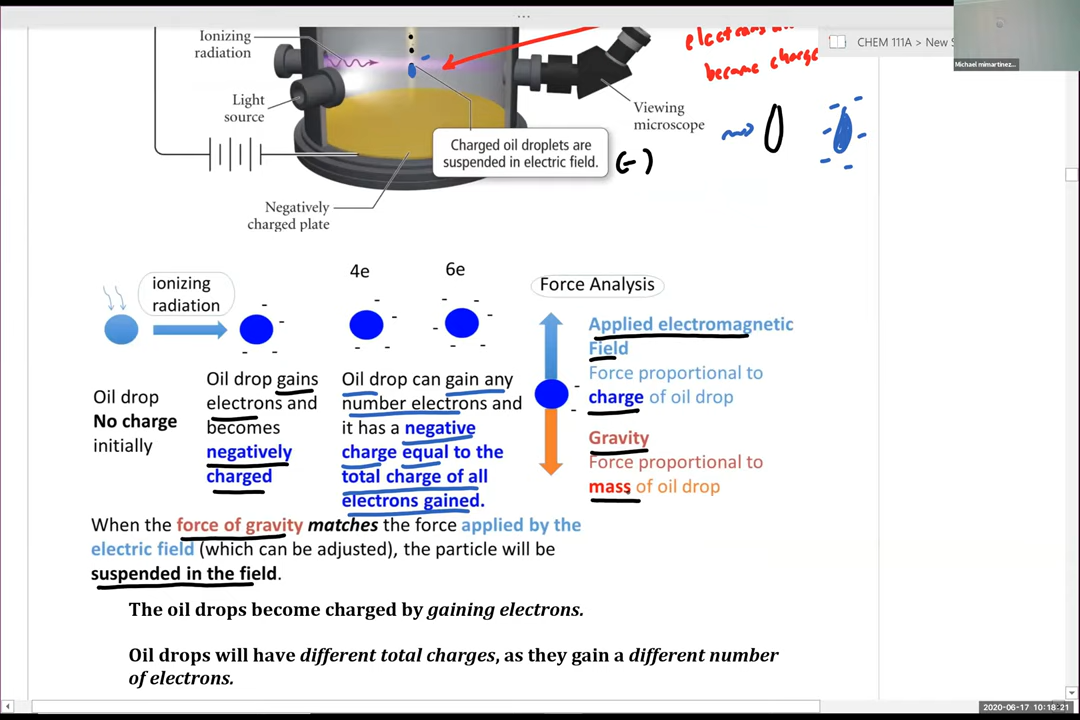 ...
Ionizing
radiation
electrons
become charge
CHEM 111A > New S
Michael mimartinez...
Light
source
Viewing
microscope
Charged oil droplets are
suspended in electric field.
(-)
Negatively
charged plate
ionizing
radiation
4e
6e
Force Analysis
Applied electromagnetic
Field
Force proportional to
charge of oil drop
Oil drop
No charge
initially
Oil drop gains
electrons and
becomes
negatively
charged
Oil drop can gain any
number electrons and
it has a negative
charge equal to the
total charge of all
electrons gained.
Gravity
Force proportional to
mass of oil drop
When the force of gravity matches the force applied by the
electric field (which can be adjusted), the particle will be
suspended in the field.
The oil drops become charged by gaining electrons.
Oil drops will have different total charges, as they gain a different number
of electrons.
2020-06-17 10:18:21